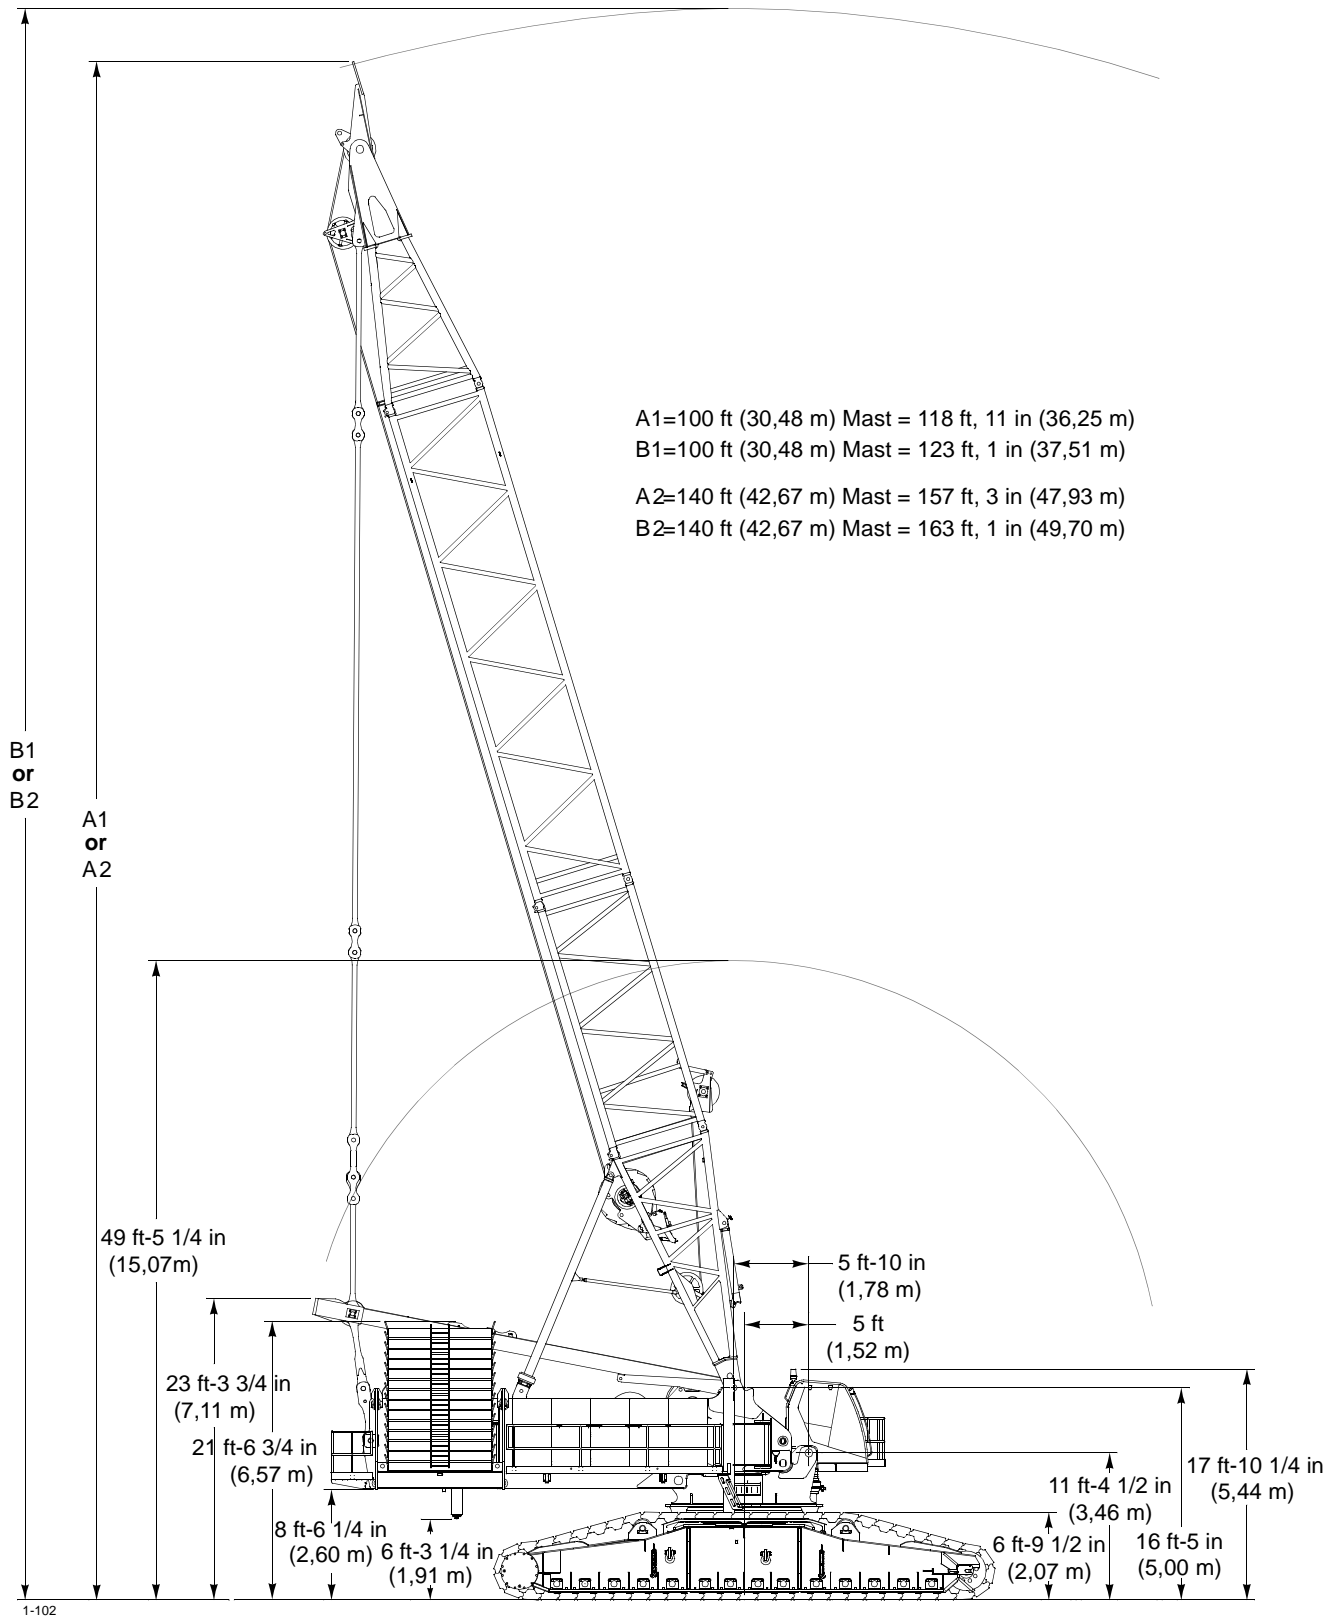 A1=100 ft (30,48 m) Mast = 118 ft, 11 in (36,25 m)
B1=100 ft (30,48 m) Mast = 123 ft, 1 in (37,51 m)
A2=140 ft (42,67 m) Mast = 157 ft, 3 in (47,93 m)
B2=140 ft (42,67 m) Mast = 163 ft, 1 in (49,70 m)
B1
or
B2
A1
or
A2
49 ft-5 1/4 in
(15,07m)
5 ft-10 in
(1,78 m)
5 ft
(1,52 m)
23 ft-3 3/4 in
(7,11 m)
21 ft-6 3/4 in
(6,57 m)
8 ft-6 1/4 in
(2,60 m)
6 ft-3 1/4 in
(1,91 m)
6 ft-9 1/2 in
(2,07 m)
11 ft-4 1/2 in
(3,46 m)
16 ft-5 in
(5,00 m)
17 ft-10 1/4 in
(5,44 m)
1-102